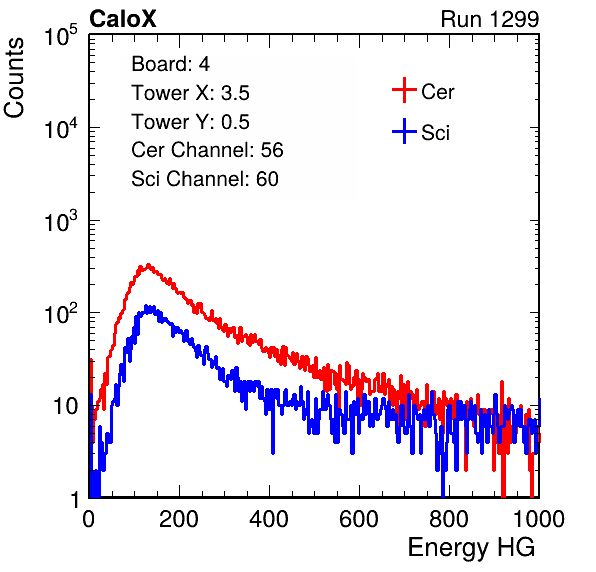 CaloX Run 1299
Counts
10^5
10^4
10^3
10^2
10
1
Board: 4
Tower X: 3.5
Tower Y: 0.5
Cer Channel: 56
Sci Channel: 60
Cer
Sci
0 200 400 600 800 1000
Energy HG